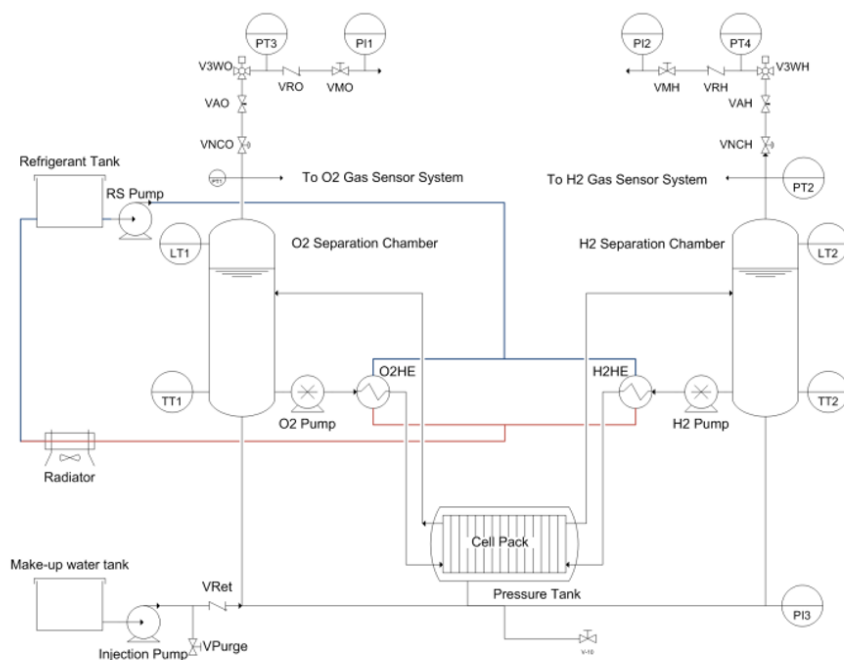 PT3
PI1
PI2
PT4
V3WO
V3WH
VRO
VMO
VMH
VRH
VAO
VAH
VNCO
VNCH
Refrigerant Tank
To O2 Gas Sensor System
To H2 Gas Sensor System
PT2
RS Pump
LT1
O2 Separation Chamber
H2 Separation Chamber
LT2
O2HE
H2HE
TT1
TT2
O2 Pump
H2 Pump
Radiator
Cell Pack
Make-up water tank
VRet
Pressure Tank
PI3
Injection Pump
VPurge
V-10